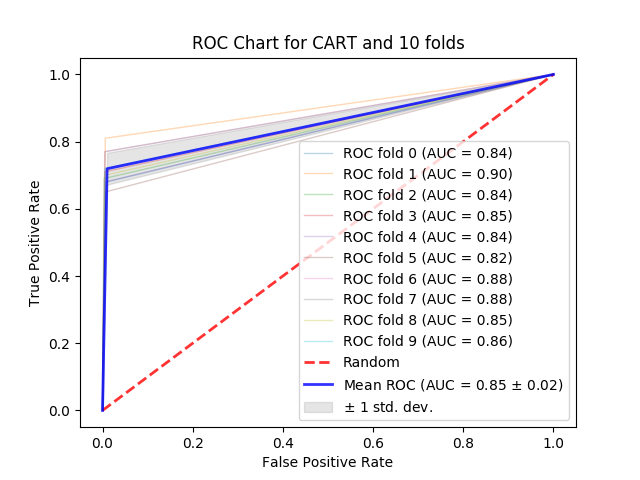 ROC Chart for CART and 10 folds
True Positive Rate
1.0
0.8
0.6
0.4
0.2
0.0
ROC fold 0 (AUC = 0.84)
ROC fold 1 (AUC = 0.90)
ROC fold 2 (AUC = 0.84)
ROC fold 3 (AUC = 0.85)
ROC fold 4 (AUC = 0.84)
ROC fold 5 (AUC = 0.82)
ROC fold 6 (AUC = 0.88)
ROC fold 7 (AUC = 0.88)
ROC fold 8 (AUC = 0.85)
ROC fold 9 (AUC = 0.86)
Random
Mean ROC (AUC = 0.85 ± 0.02)
± 1 std. dev.
0.0 0.2 0.4 0.6 0.8 1.0
False Positive Rate